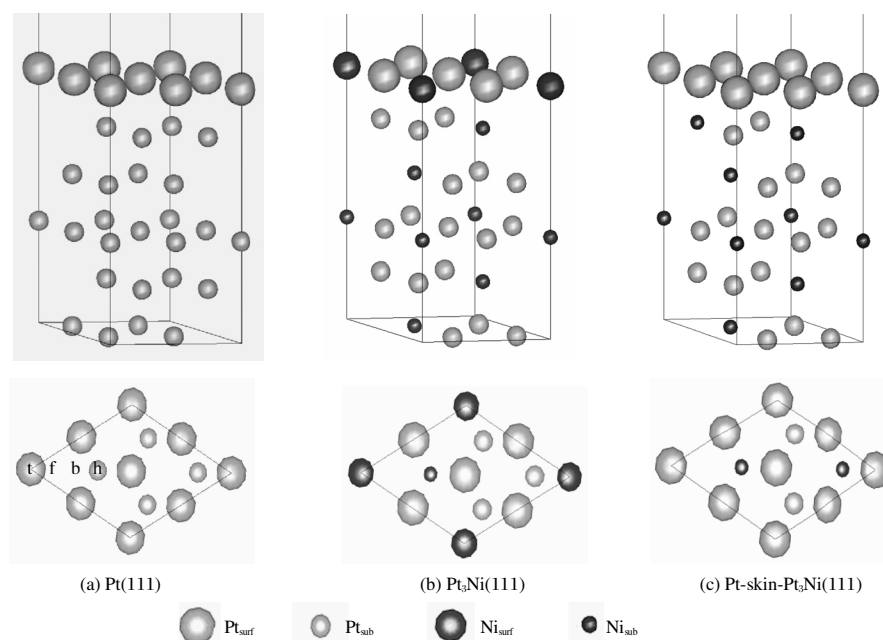 t f b h
(a) Pt(111)
(b) Pt₃Ni(111)
(c) Pt-skin-Pt₃Ni(111)
Ptsurf
Ptsub
Nisurf
Nisub